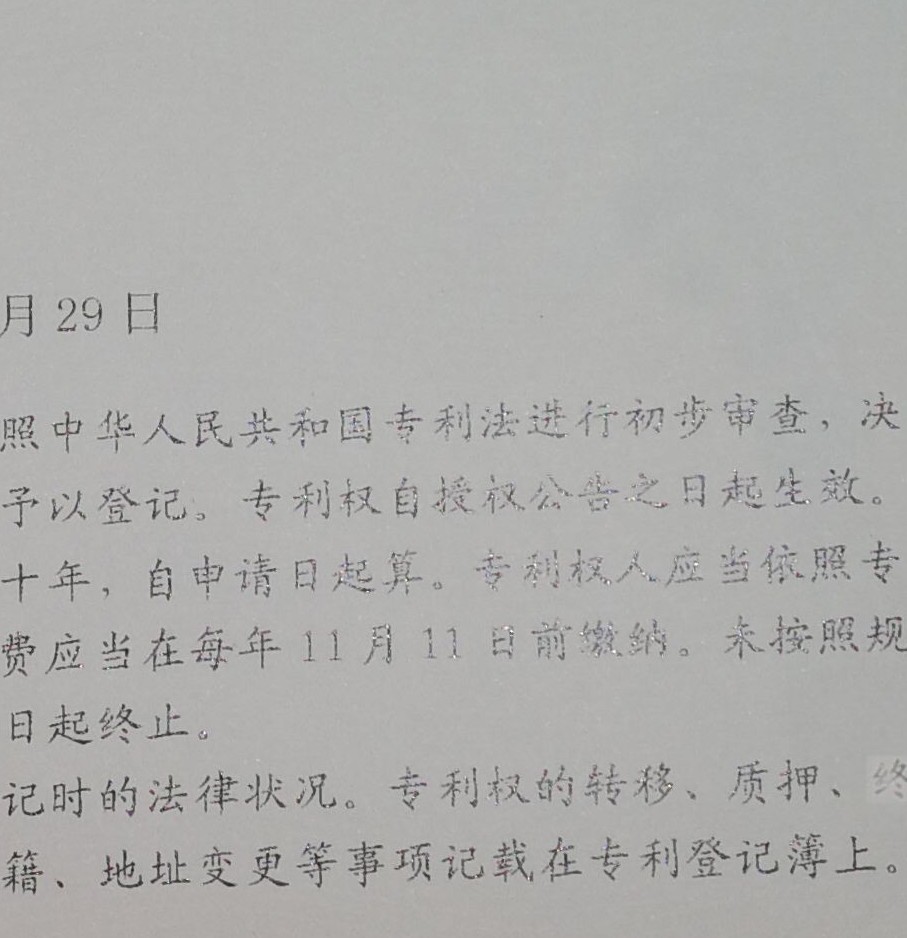 月 29 日
照中华人民共和国专利法进行初步审查，决
予以登记。专利权自授权公告之日起生效。
十年，自申请日起算。专利权人应当依照专
费应当在每年 11 月 11 日前缴纳。未按照规
日起终止。
记时的法律状况。专利权的转移、质押、终
籍、地址变更等事项记载在专利登记簿上。